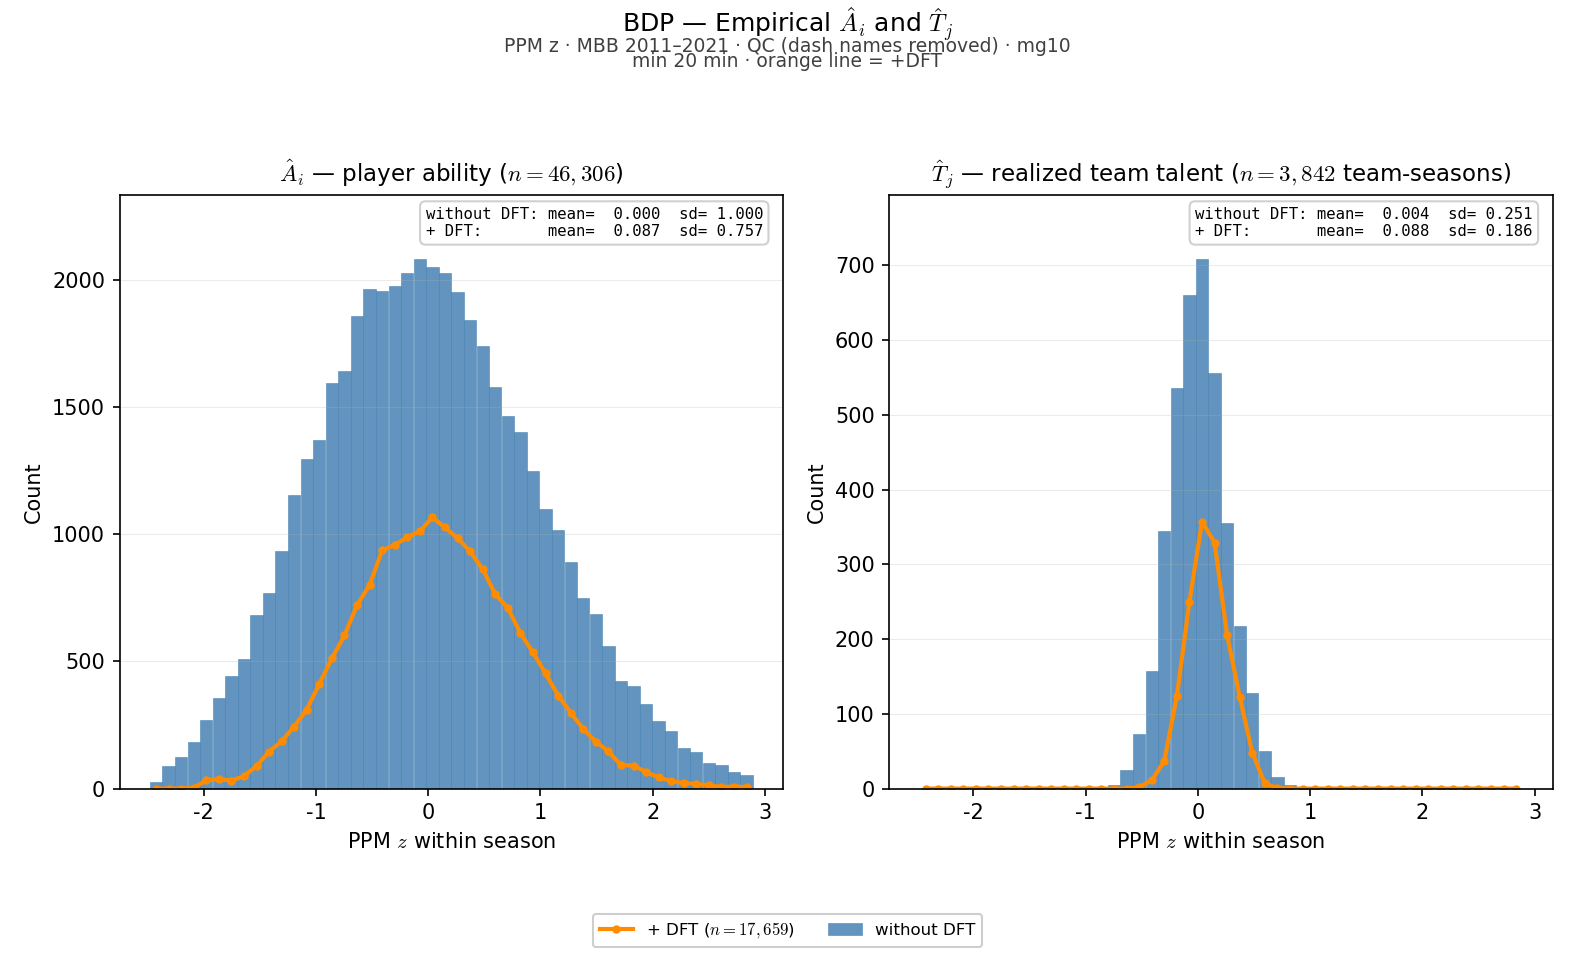 BDP — Empirical Â_i and T̂_j
PPM z · MBB 2011–2021 · QC (dash names removed) · mg10
min 20 min · orange line = +DFT
Â_i — player ability (n = 46,306)
without DFT: mean=  0.000  sd= 1.000
+ DFT:       mean=  0.087  sd= 0.757
Count
2000
1500
1000
500
0
-2 -1 0 1 2 3
PPM z within season
T̂_j — realized team talent (n = 3,842 team-seasons)
without DFT: mean=  0.004  sd= 0.251
+ DFT:       mean=  0.088  sd= 0.186
Count
700
600
500
400
300
200
100
0
-2 -1 0 1 2 3
PPM z within season
+ DFT (n = 17,659)
without DFT